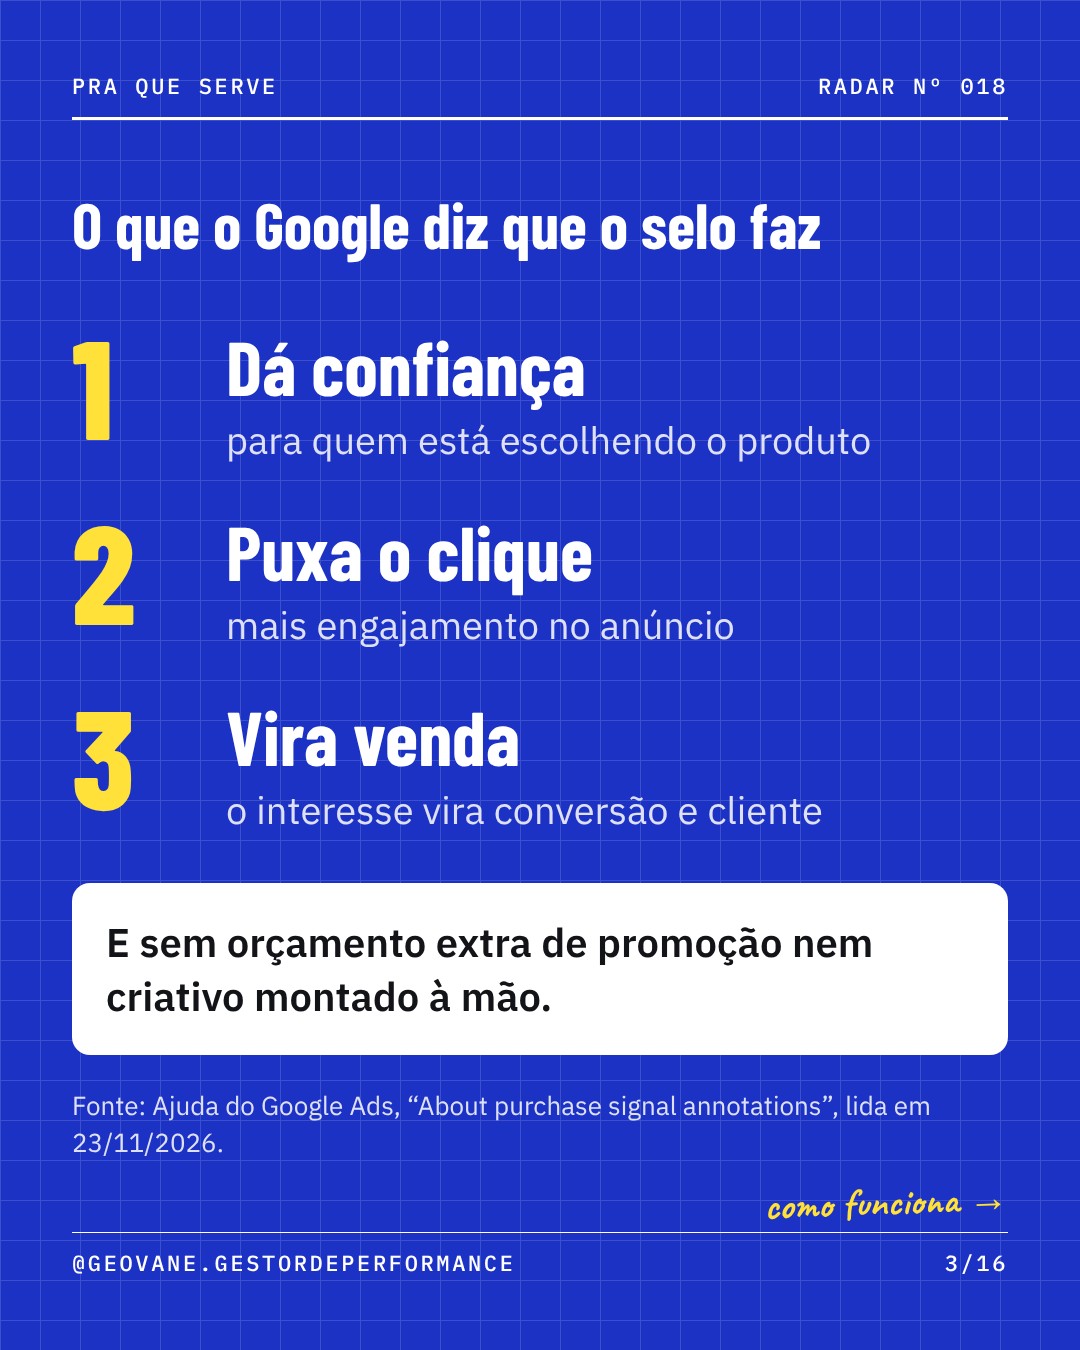 PRA QUE SERVE
RADAR Nº 018
O que o Google diz que o selo faz
1
Dá confiança
para quem está escolhendo o produto
2
Puxa o clique
mais engajamento no anúncio
3
Vira venda
o interesse vira conversão e cliente
E sem orçamento extra de promoção nem
criativo montado à mão.
Fonte: Ajuda do Google Ads, “About purchase signal annotations”, lida em
23/11/2026.
como funciona →
@GEOVANE.GESTORDEPERFORMANCE
3/16